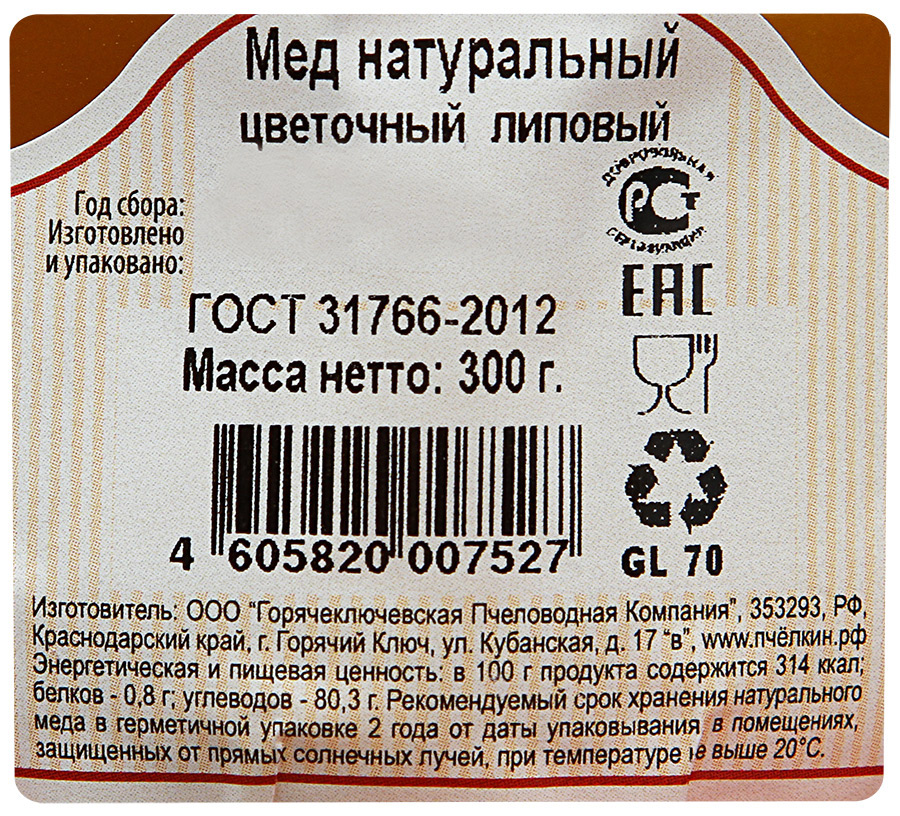 Мед натуральный
цветочный липовый
ДОБРОВОЛЬНАЯ
РСТ
СЕРТИФИКАЦИЯ
Год сбора:
Изготовлено
и упаковано:
EAC
ГОСТ 31766-2012
Масса нетто: 300 г.
4 605820 007527
GL 70
Изготовитель: ООО "Горячеключевская Пчеловодная Компания", 353293, РФ,
Краснодарский край, г. Горячий Ключ, ул. Кубанская, д. 17 "в", www.пчёлкин.рф
Энергетическая и пищевая ценность: в 100 г продукта содержится 314 ккал;
белков - 0,8 г; углеводов - 80,3 г. Рекомендуемый срок хранения натурального
меда в герметичной упаковке 2 года от даты упаковывания в помещениях,
защищенных от прямых солнечных лучей, при температуре не выше 20°С.